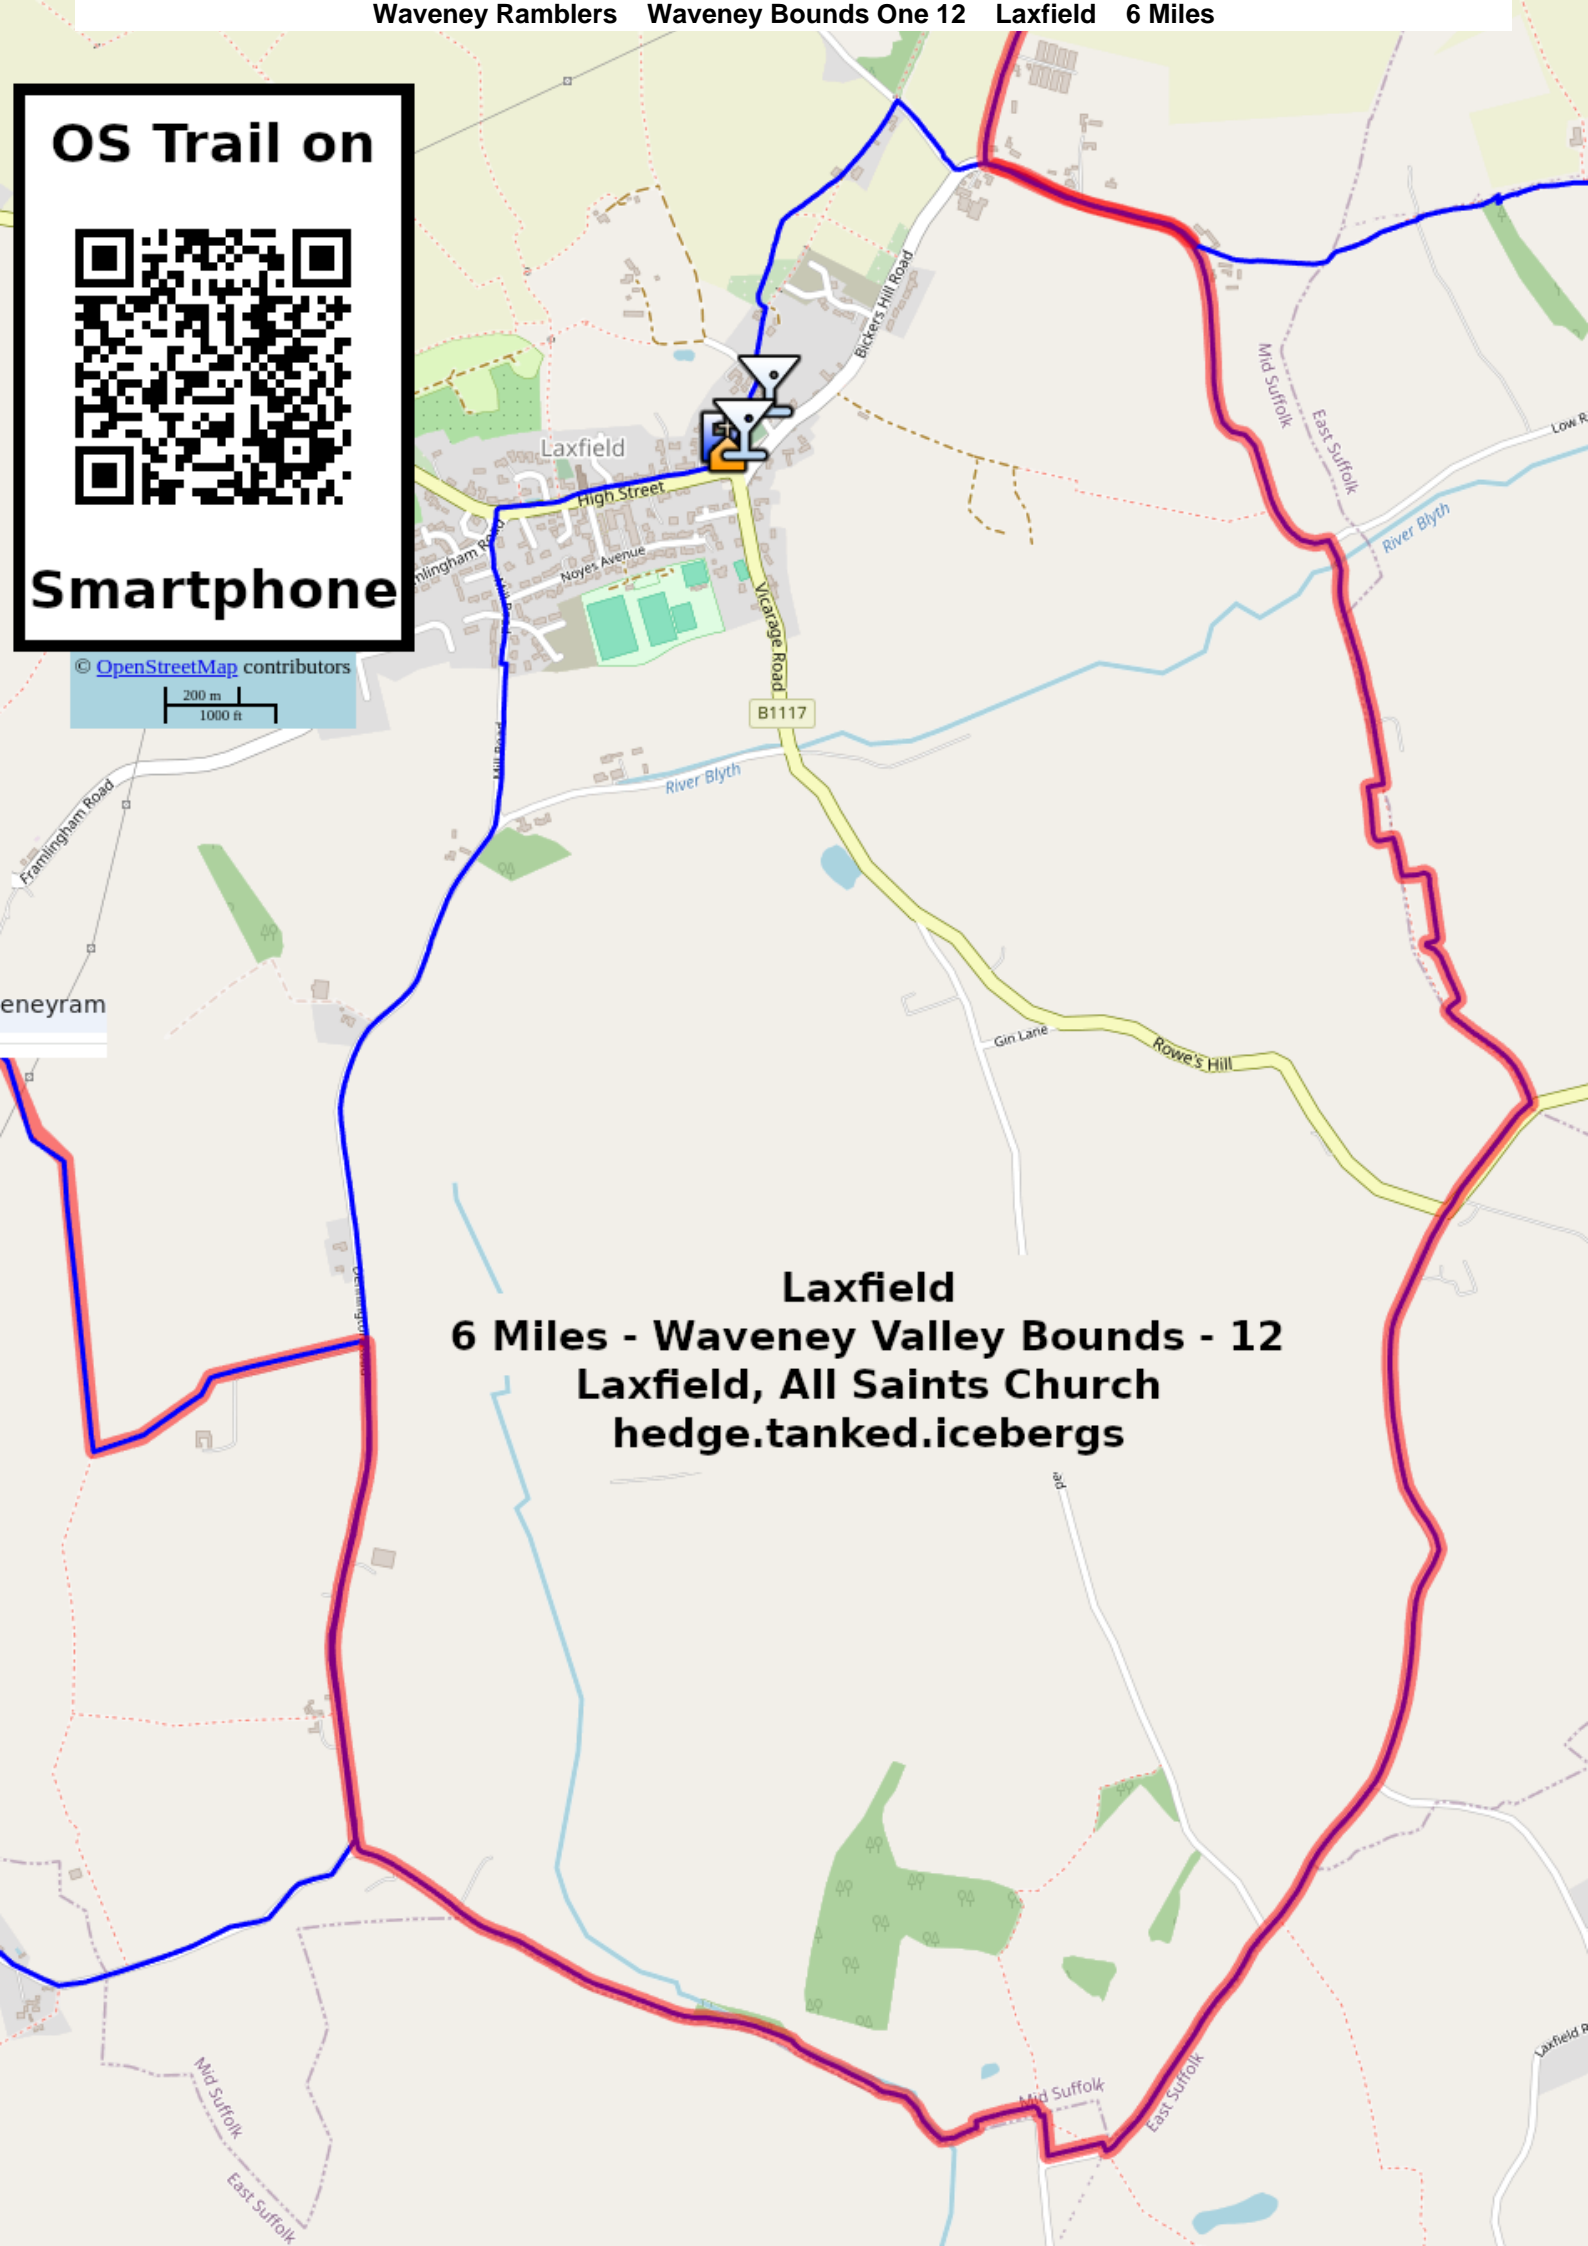 Waveney Ramblers Waveney Bounds One 12 Laxfield 6 Miles
OS Trail on
Smartphone
© OpenStreetMap contributors
200 m
1000 ft
Bickers Hill Road
Laxfield
High Street
Noyes Avenue
Mill Road
Vicarage Road
B1117
Mid Suffolk
East Suffolk
River Blyth
River Blyth
Mill Road
Framlingham Road
eneyram
Gin Lane
Rowe's Hill
Laxfield
6 Miles - Waveney Valley Bounds - 12
Laxfield, All Saints Church
hedge.tanked.icebergs
Mid Suffolk
East Suffolk
Mid Suffolk
East Suffolk